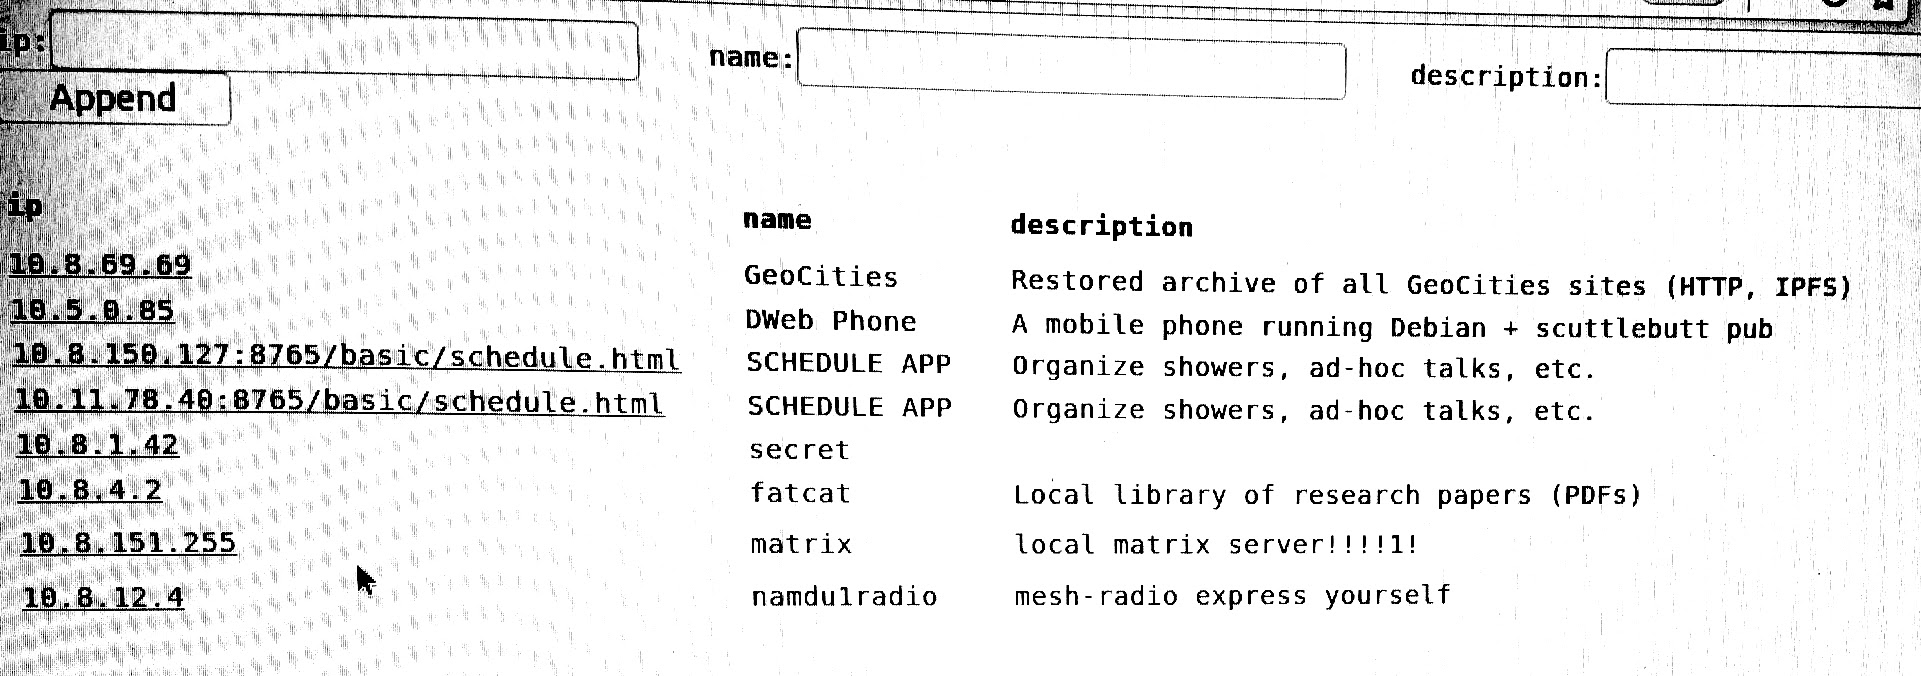 ip:
name:
description:
Append
ip name description
10.8.69.69 GeoCities Restored archive of all GeoCities sites (HTTP, IPFS)
10.5.0.85 DWeb Phone A mobile phone running Debian + scuttlebutt pub
10.8.150.127:8765/basic/schedule.html SCHEDULE APP Organize showers, ad-hoc talks, etc.
10.11.78.40:8765/basic/schedule.html SCHEDULE APP Organize showers, ad-hoc talks, etc.
10.8.1.42 secret
10.8.4.2 fatcat Local library of research papers (PDFs)
10.8.151.255 matrix local matrix server!!!!1!
10.8.12.4 namdu1radio mesh-radio express yourself